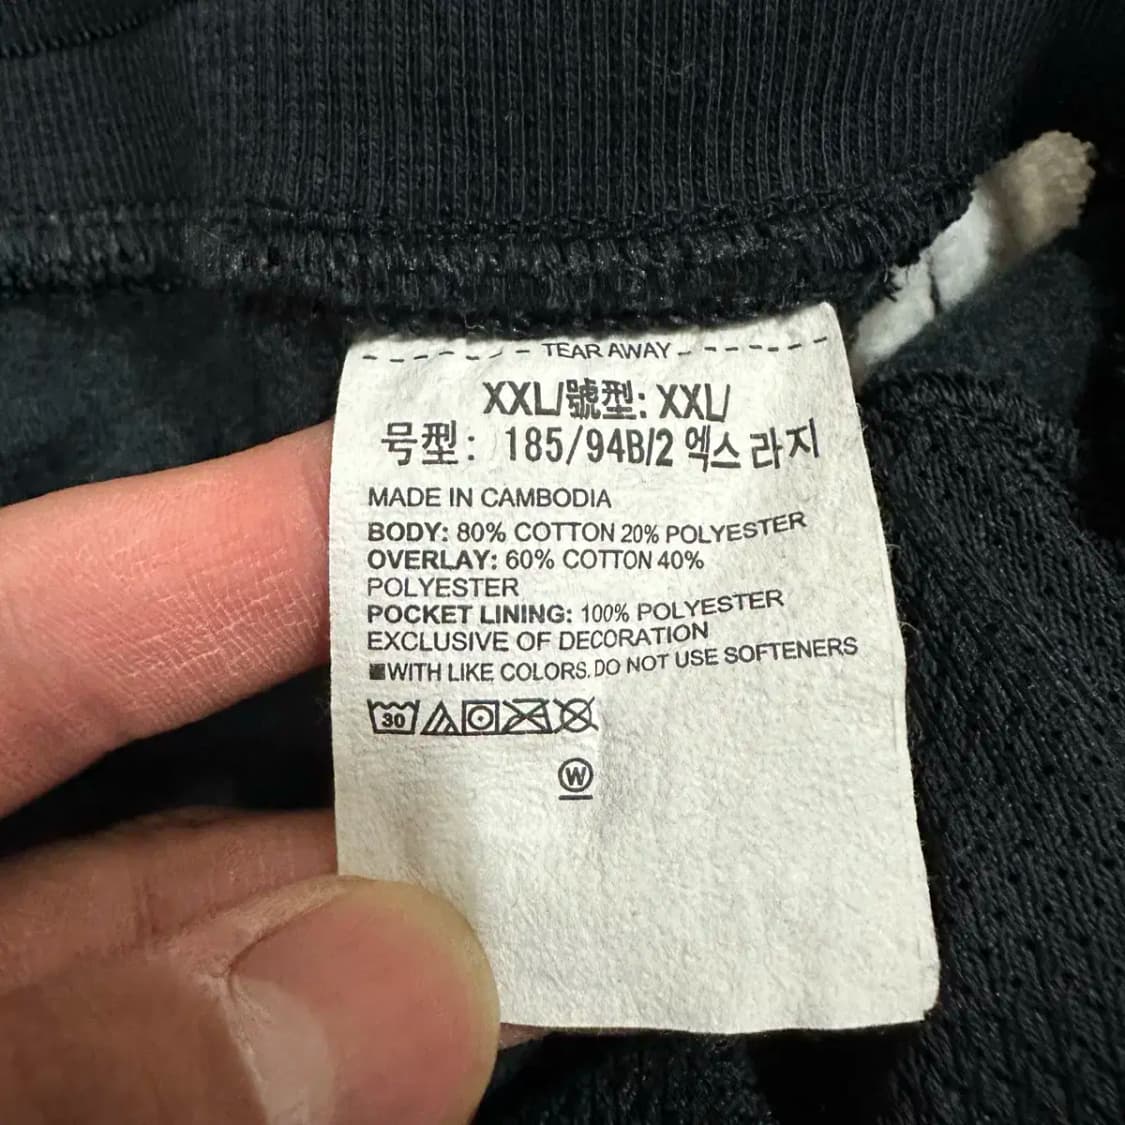 TEAR AWAY
XXL/號型: XXL/
号型: 185/94B/2 엑스 라지
MADE IN CAMBODIA
BODY: 80% COTTON 20% POLYESTER
OVERLAY: 60% COTTON 40%
POLYESTER
POCKET LINING: 100% POLYESTER
EXCLUSIVE OF DECORATION
WITH LIKE COLORS. DO NOT USE SOFTENERS
30
W